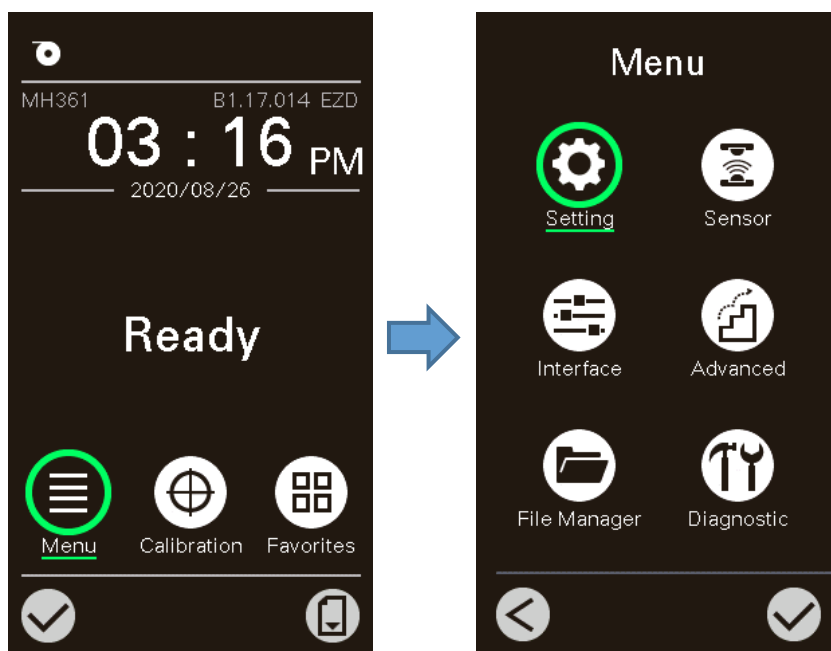 MH361 B1.17.014 EZD
03 : 16 PM
2020/08/26
Ready
Menu Calibration Favorites
Menu
Setting Sensor
Interface Advanced
File Manager Diagnostic